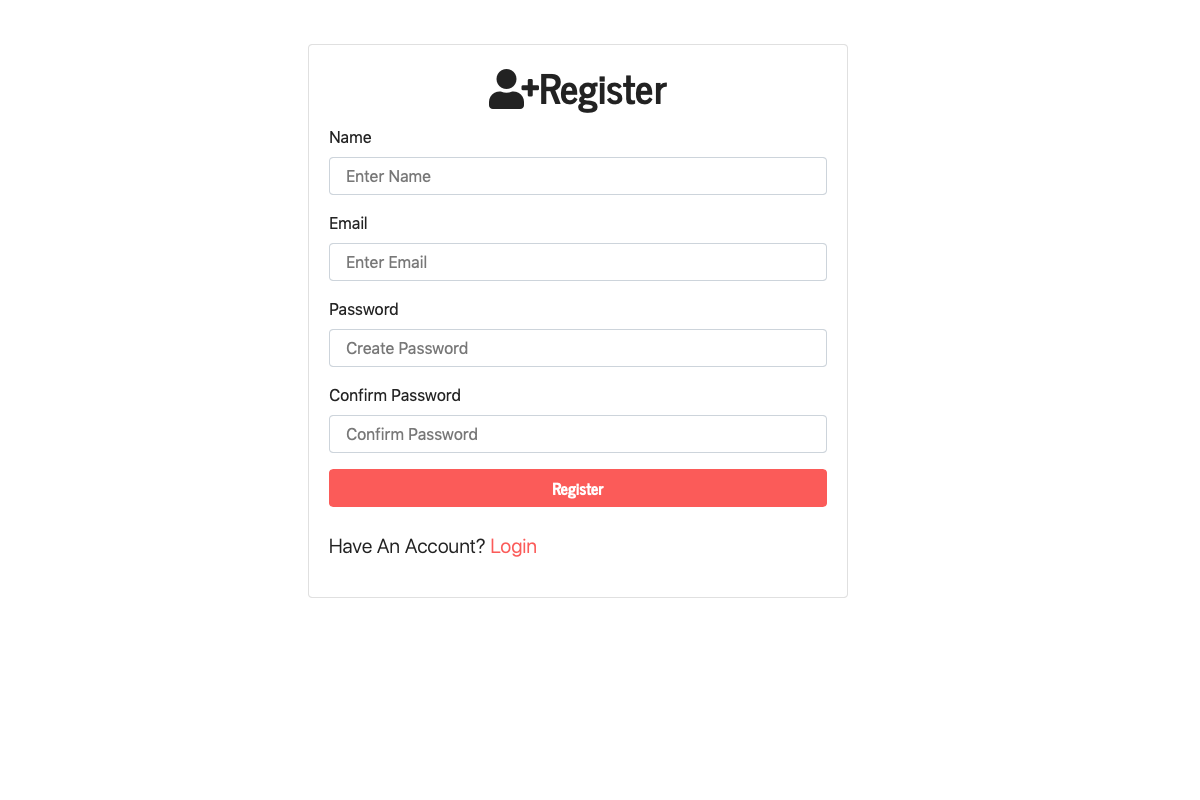 Register
Name
Enter Name
Email
Enter Email
Password
Create Password
Confirm Password
Confirm Password
Register
Have An Account? Login